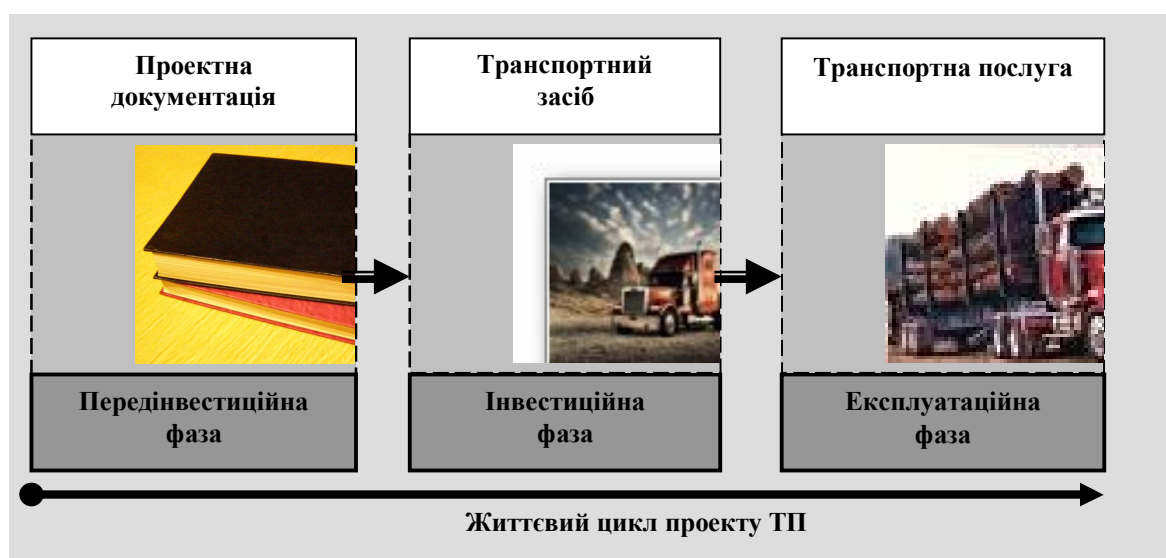 Проектна
документація
Транспортний
засіб
Транспортна послуга
Передінвестиційна
фаза
Інвестиційна
фаза
Експлуатаційна
фаза
Життєвий цикл проекту ТП